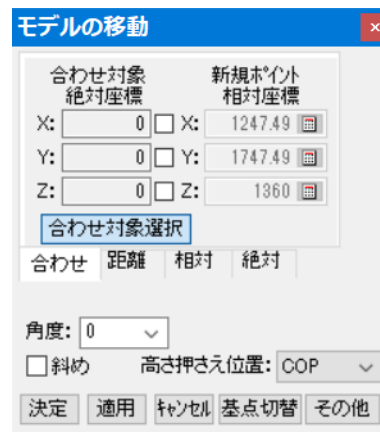 モデルの移動 ×
合わせ対象 新規ポイント
絶対座標 相対座標
X: 0 X: 1247.49
Y: 0 Y: 1747.49
Z: 0 Z: 1360
合わせ対象選択
合わせ 距離 相対 絶対
角度: 0
斜め 高さ押さえ位置: COP
決定 適用 キャンセル 基点切替 その他